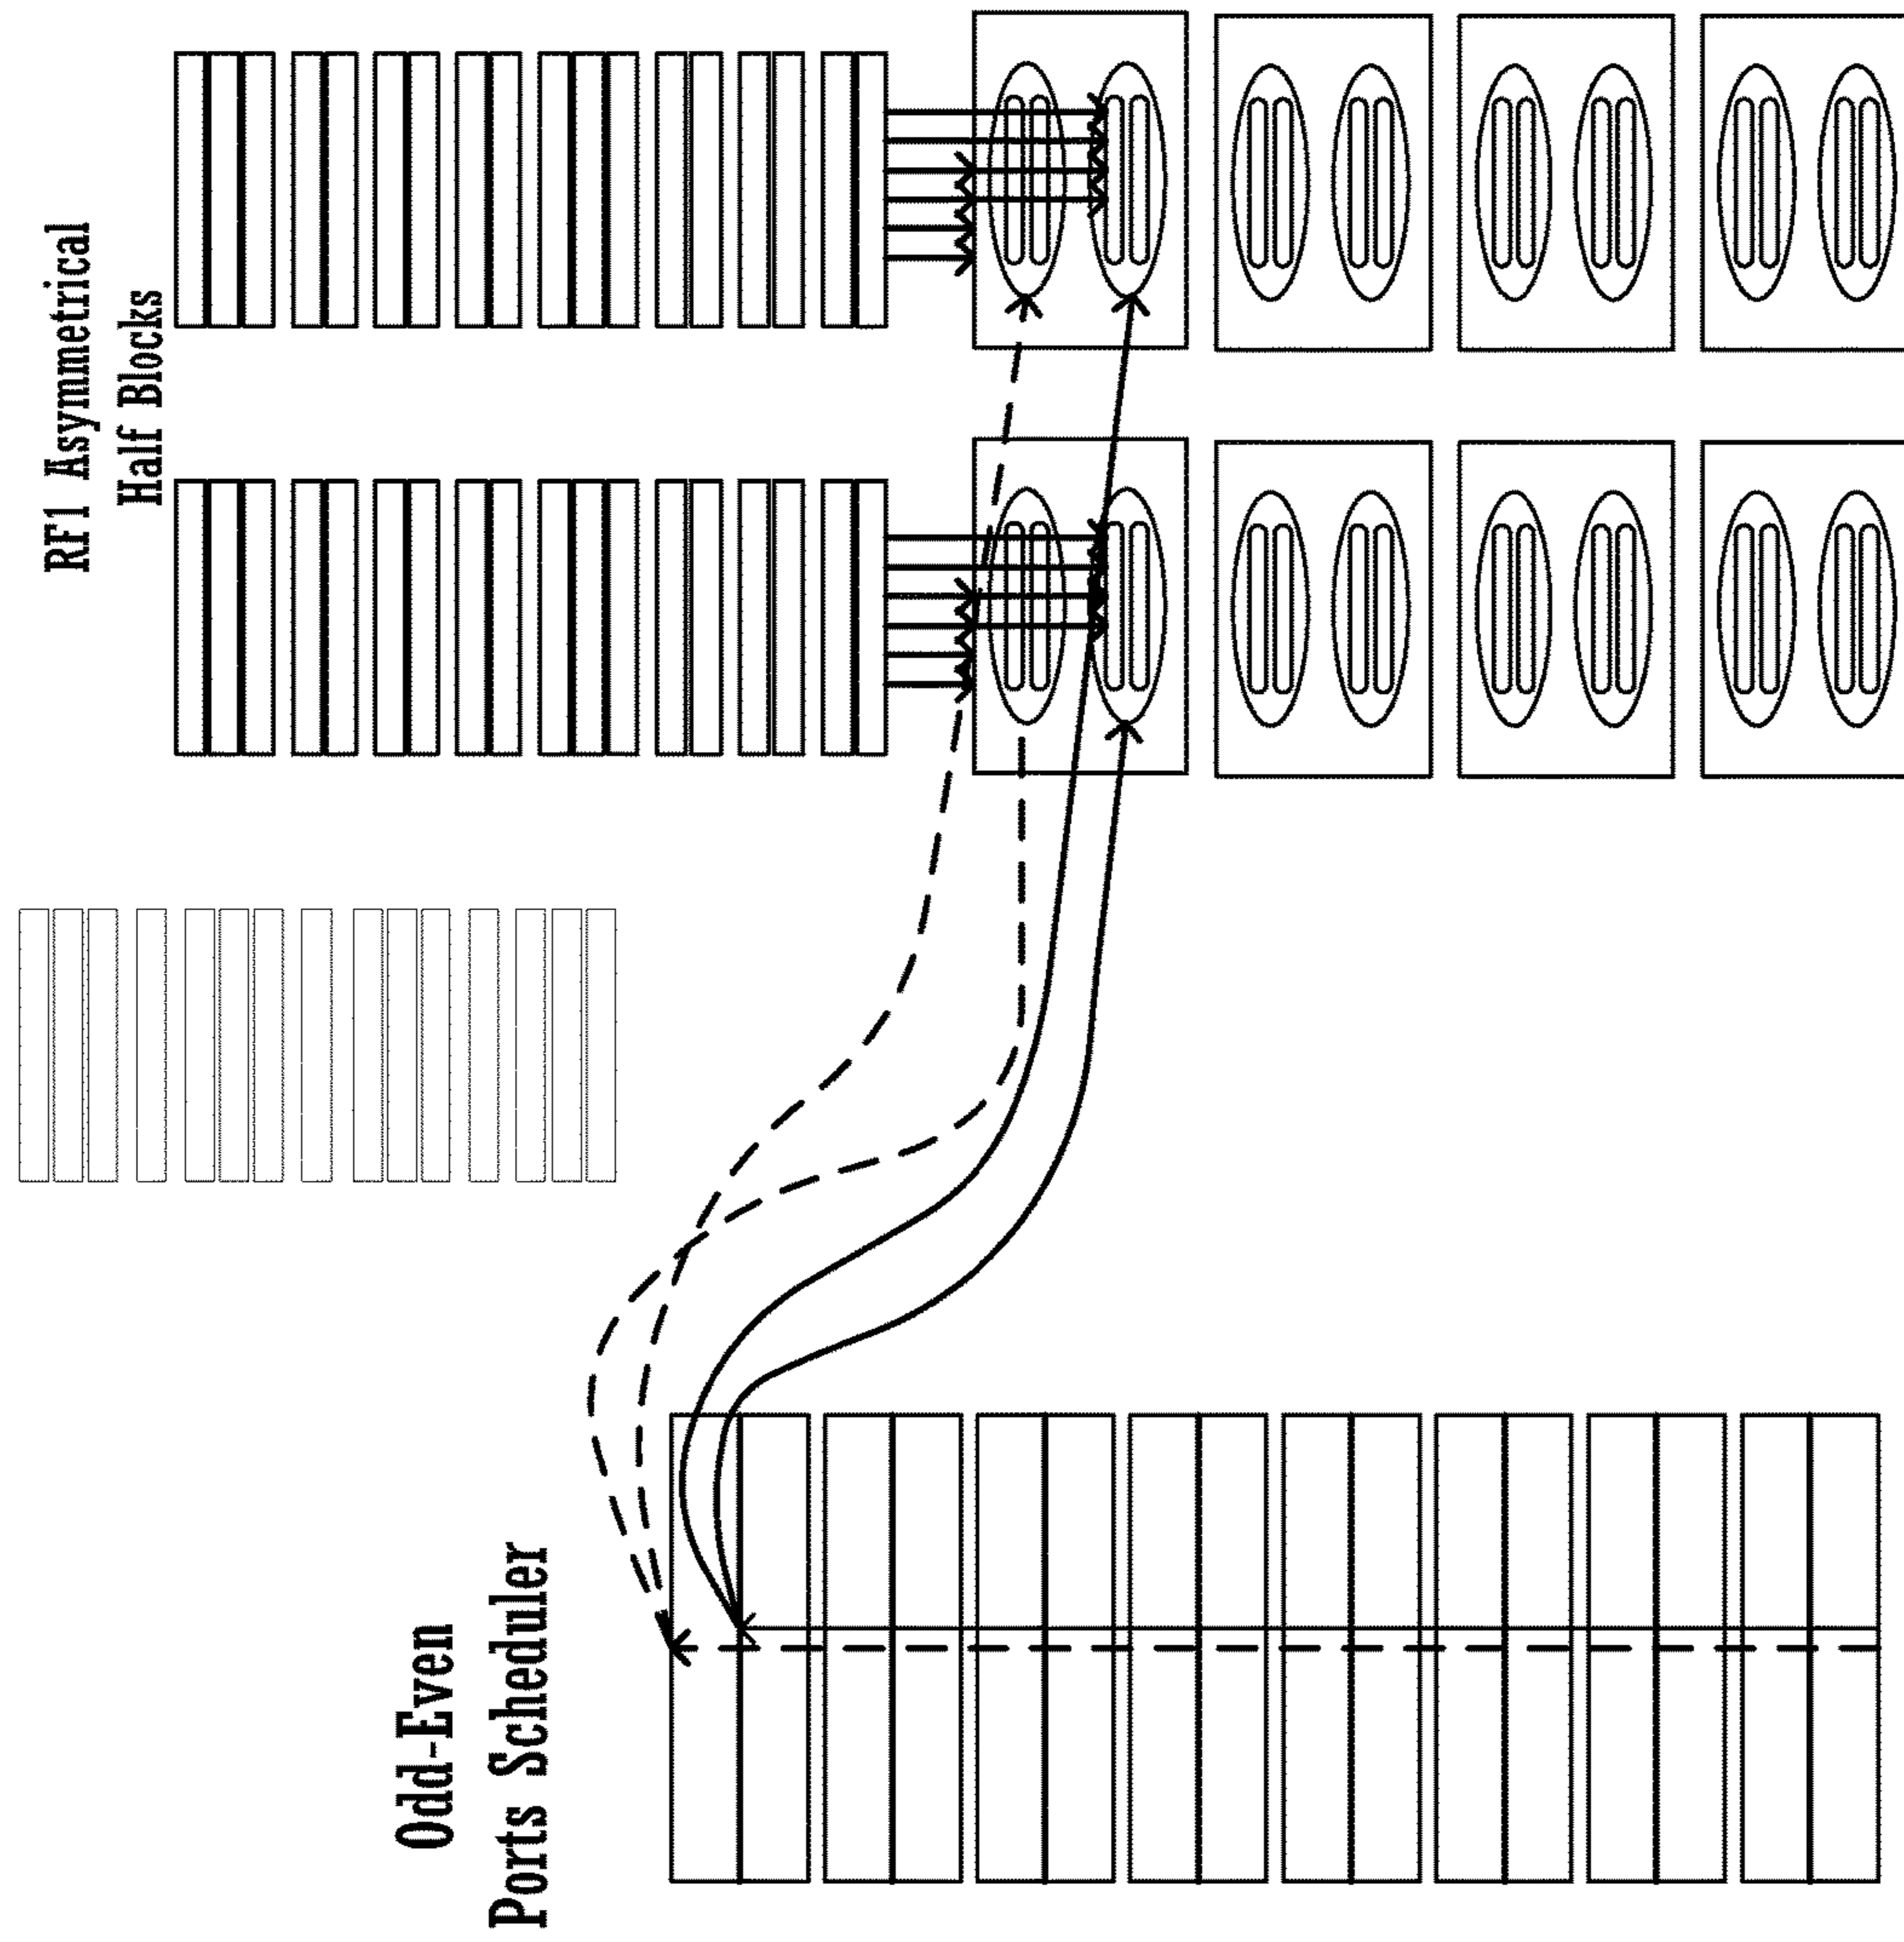 RF1 Asymmetrical
Half Blocks
Odd-Even
Ports Scheduler